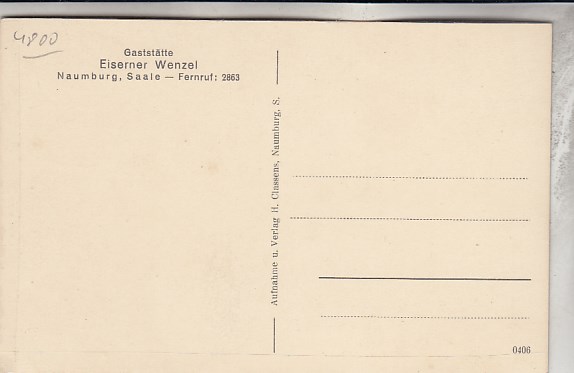 4800
Gaststätte
Eiserner Wenzel
Naumburg, Saale — Fernruf: 2863
Aufnahme u. Verlag H. Classens, Naumburg. S.
0406